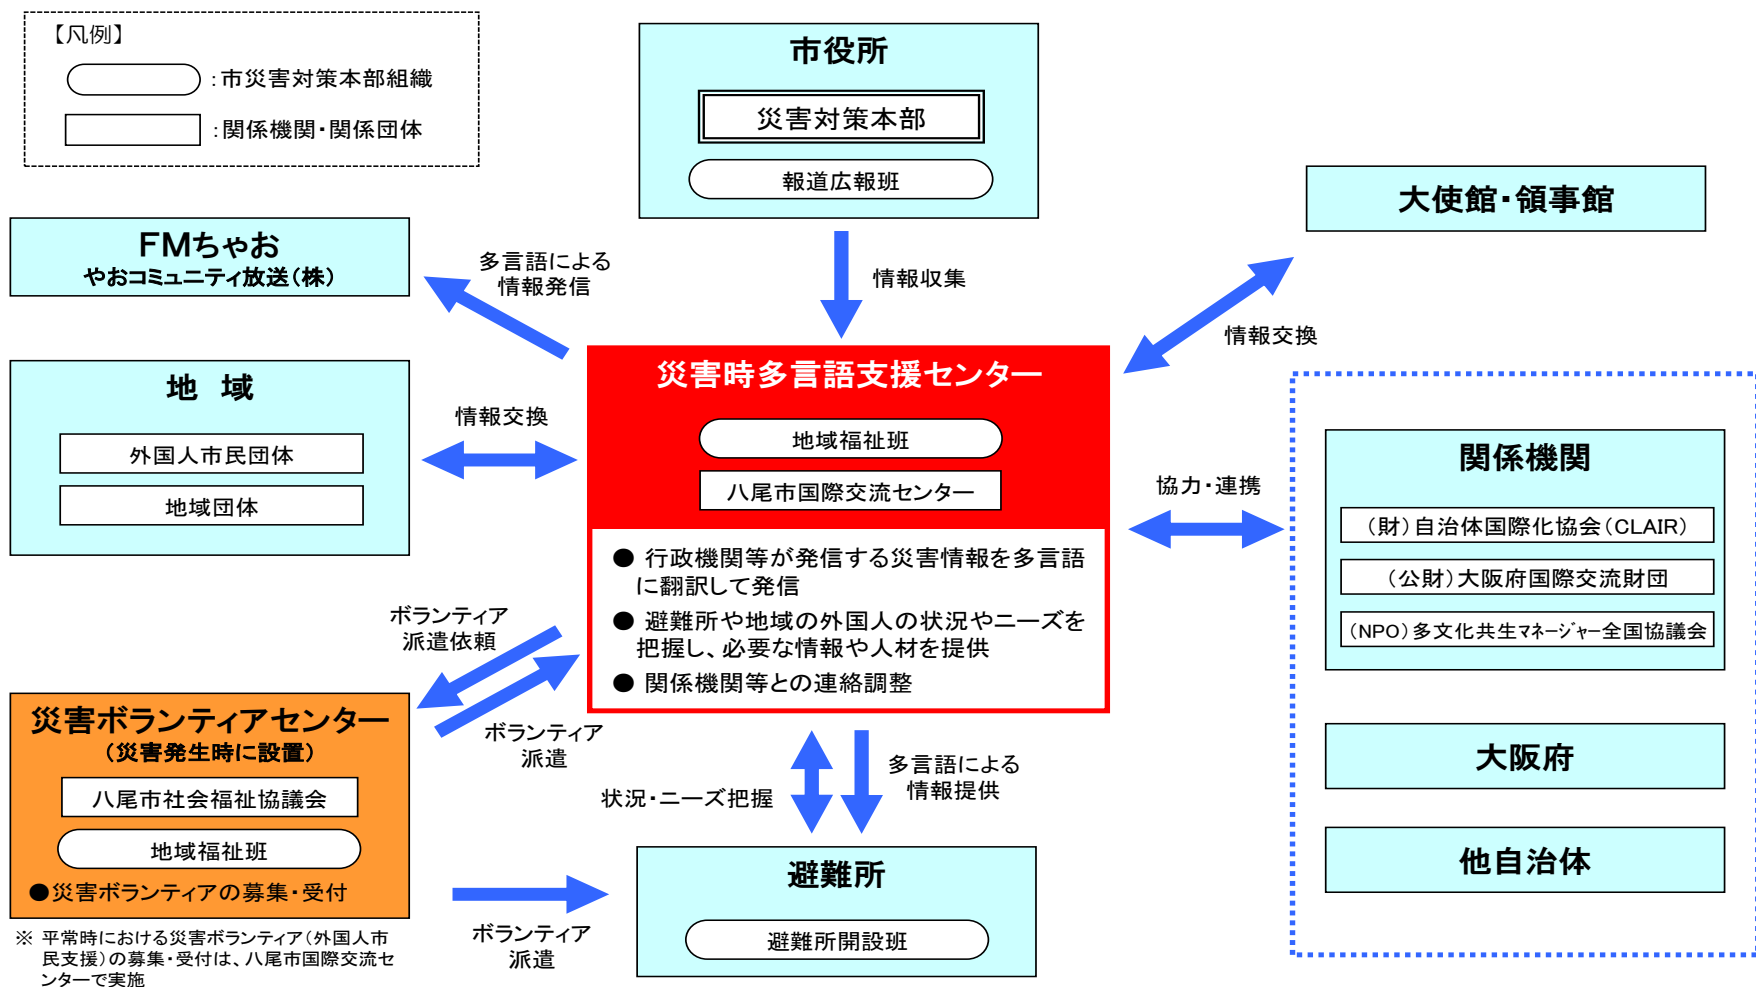 【凡例】
：市災害対策本部組織
：関係機関・関係団体
市役所
災害対策本部
報道広報班
大使館・領事館
FMちゃお
やおコミュニティ放送（株）
多言語による
情報発信
情報収集
情報交換
地　域
外国人市民団体
地域団体
情報交換
災害時多言語支援センター
地域福祉班
八尾市国際交流センター
● 行政機関等が発信する災害情報を多言語
に翻訳して発信
● 避難所や地域の外国人の状況やニーズを
把握し、必要な情報や人材を提供
● 関係機関等との連絡調整
協力・連携
関係機関
（財）自治体国際化協会（CLAIR）
（公財）大阪府国際交流財団
（NPO）多文化共生マネージャー全国協議会
大阪府
他自治体
ボランティア
派遣依頼
ボランティア
派遣
災害ボランティアセンター
（災害発生時に設置）
八尾市社会福祉協議会
地域福祉班
●災害ボランティアの募集・受付
※ 平常時における災害ボランティア（外国人市
民支援）の募集・受付は、八尾市国際交流セ
ンターで実施
状況・ニーズ把握
多言語による
情報提供
ボランティア
派遣
避難所
避難所開設班